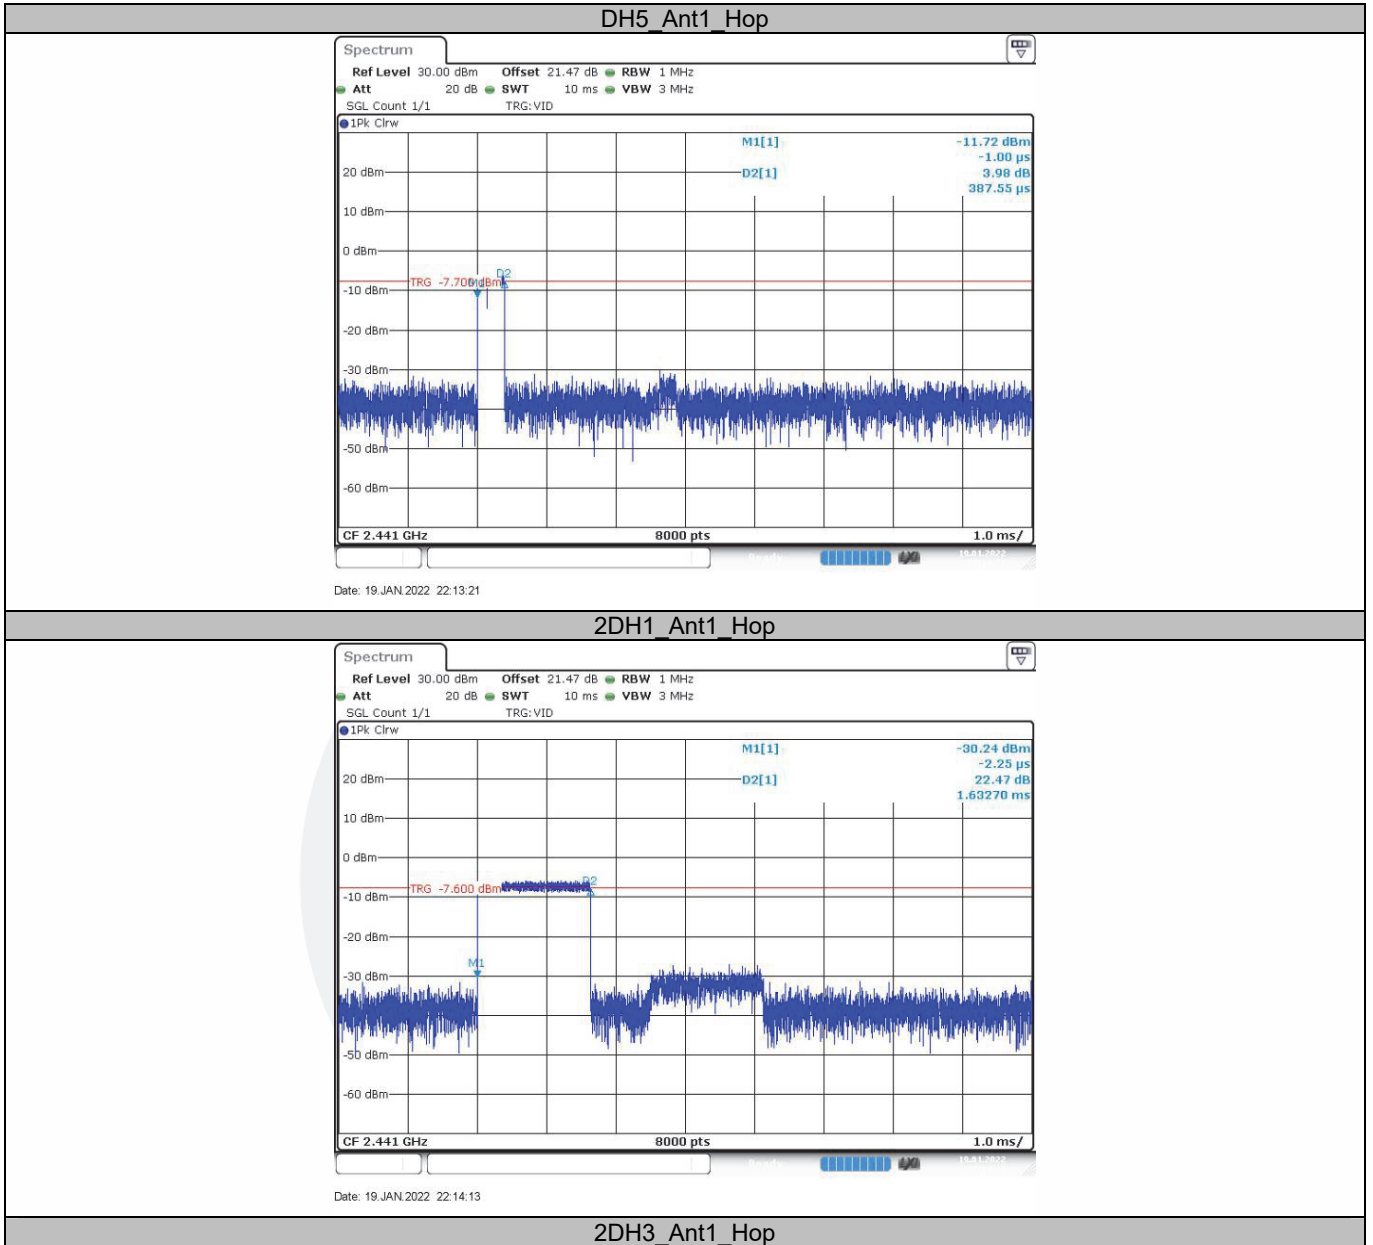 DH5_Ant1_Hop
Spectrum
Ref Level 30.00 dBm Offset 21.47 dB RBW 1 MHz
Att 20 dB SWT 10 ms VBW 3 MHz
SGL Count 1/1 TRG:VID
1Pk Clrw
M1[1] -11.72 dBm
-1.00 µs
20 dBm D2[1] 3.98 dB
387.55 µs
10 dBm
0 dBm
D2
TRG -7.700 dBm
-10 dBm
-20 dBm
-30 dBm
-50 dBm
-60 dBm
CF 2.441 GHz 8000 pts 1.0 ms/
Ready 19.01.2022
Date: 19.JAN.2022 22:13:21
2DH1_Ant1_Hop
Spectrum
Ref Level 30.00 dBm Offset 21.47 dB RBW 1 MHz
Att 20 dB SWT 10 ms VBW 3 MHz
SGL Count 1/1 TRG:VID
1Pk Clrw
M1[1] -30.24 dBm
-2.25 µs
20 dBm D2[1] 22.47 dB
1.63270 ms
10 dBm
0 dBm
D2
TRG -7.600 dBm
-10 dBm
-20 dBm
M1
-30 dBm
-50 dBm
-60 dBm
CF 2.441 GHz 8000 pts 1.0 ms/
Ready 19.01.2022
Date: 19.JAN.2022 22:14:13
2DH3_Ant1_Hop